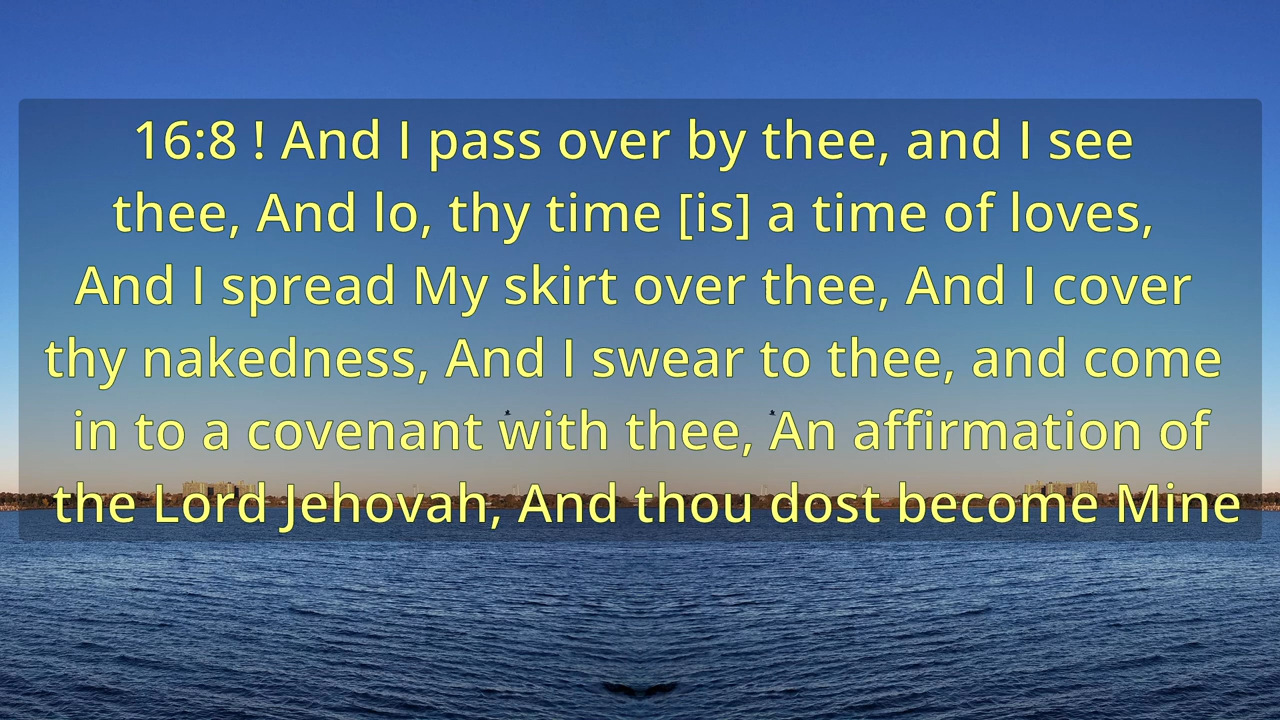 16:8 ! And I pass over by thee, and I see
thee, And lo, thy time [is] a time of loves,
And I spread My skirt over thee, And I cover
thy nakedness, And I swear to thee, and come
in to a covenant with thee, An affirmation of
the Lord Jehovah, And thou dost become Mine